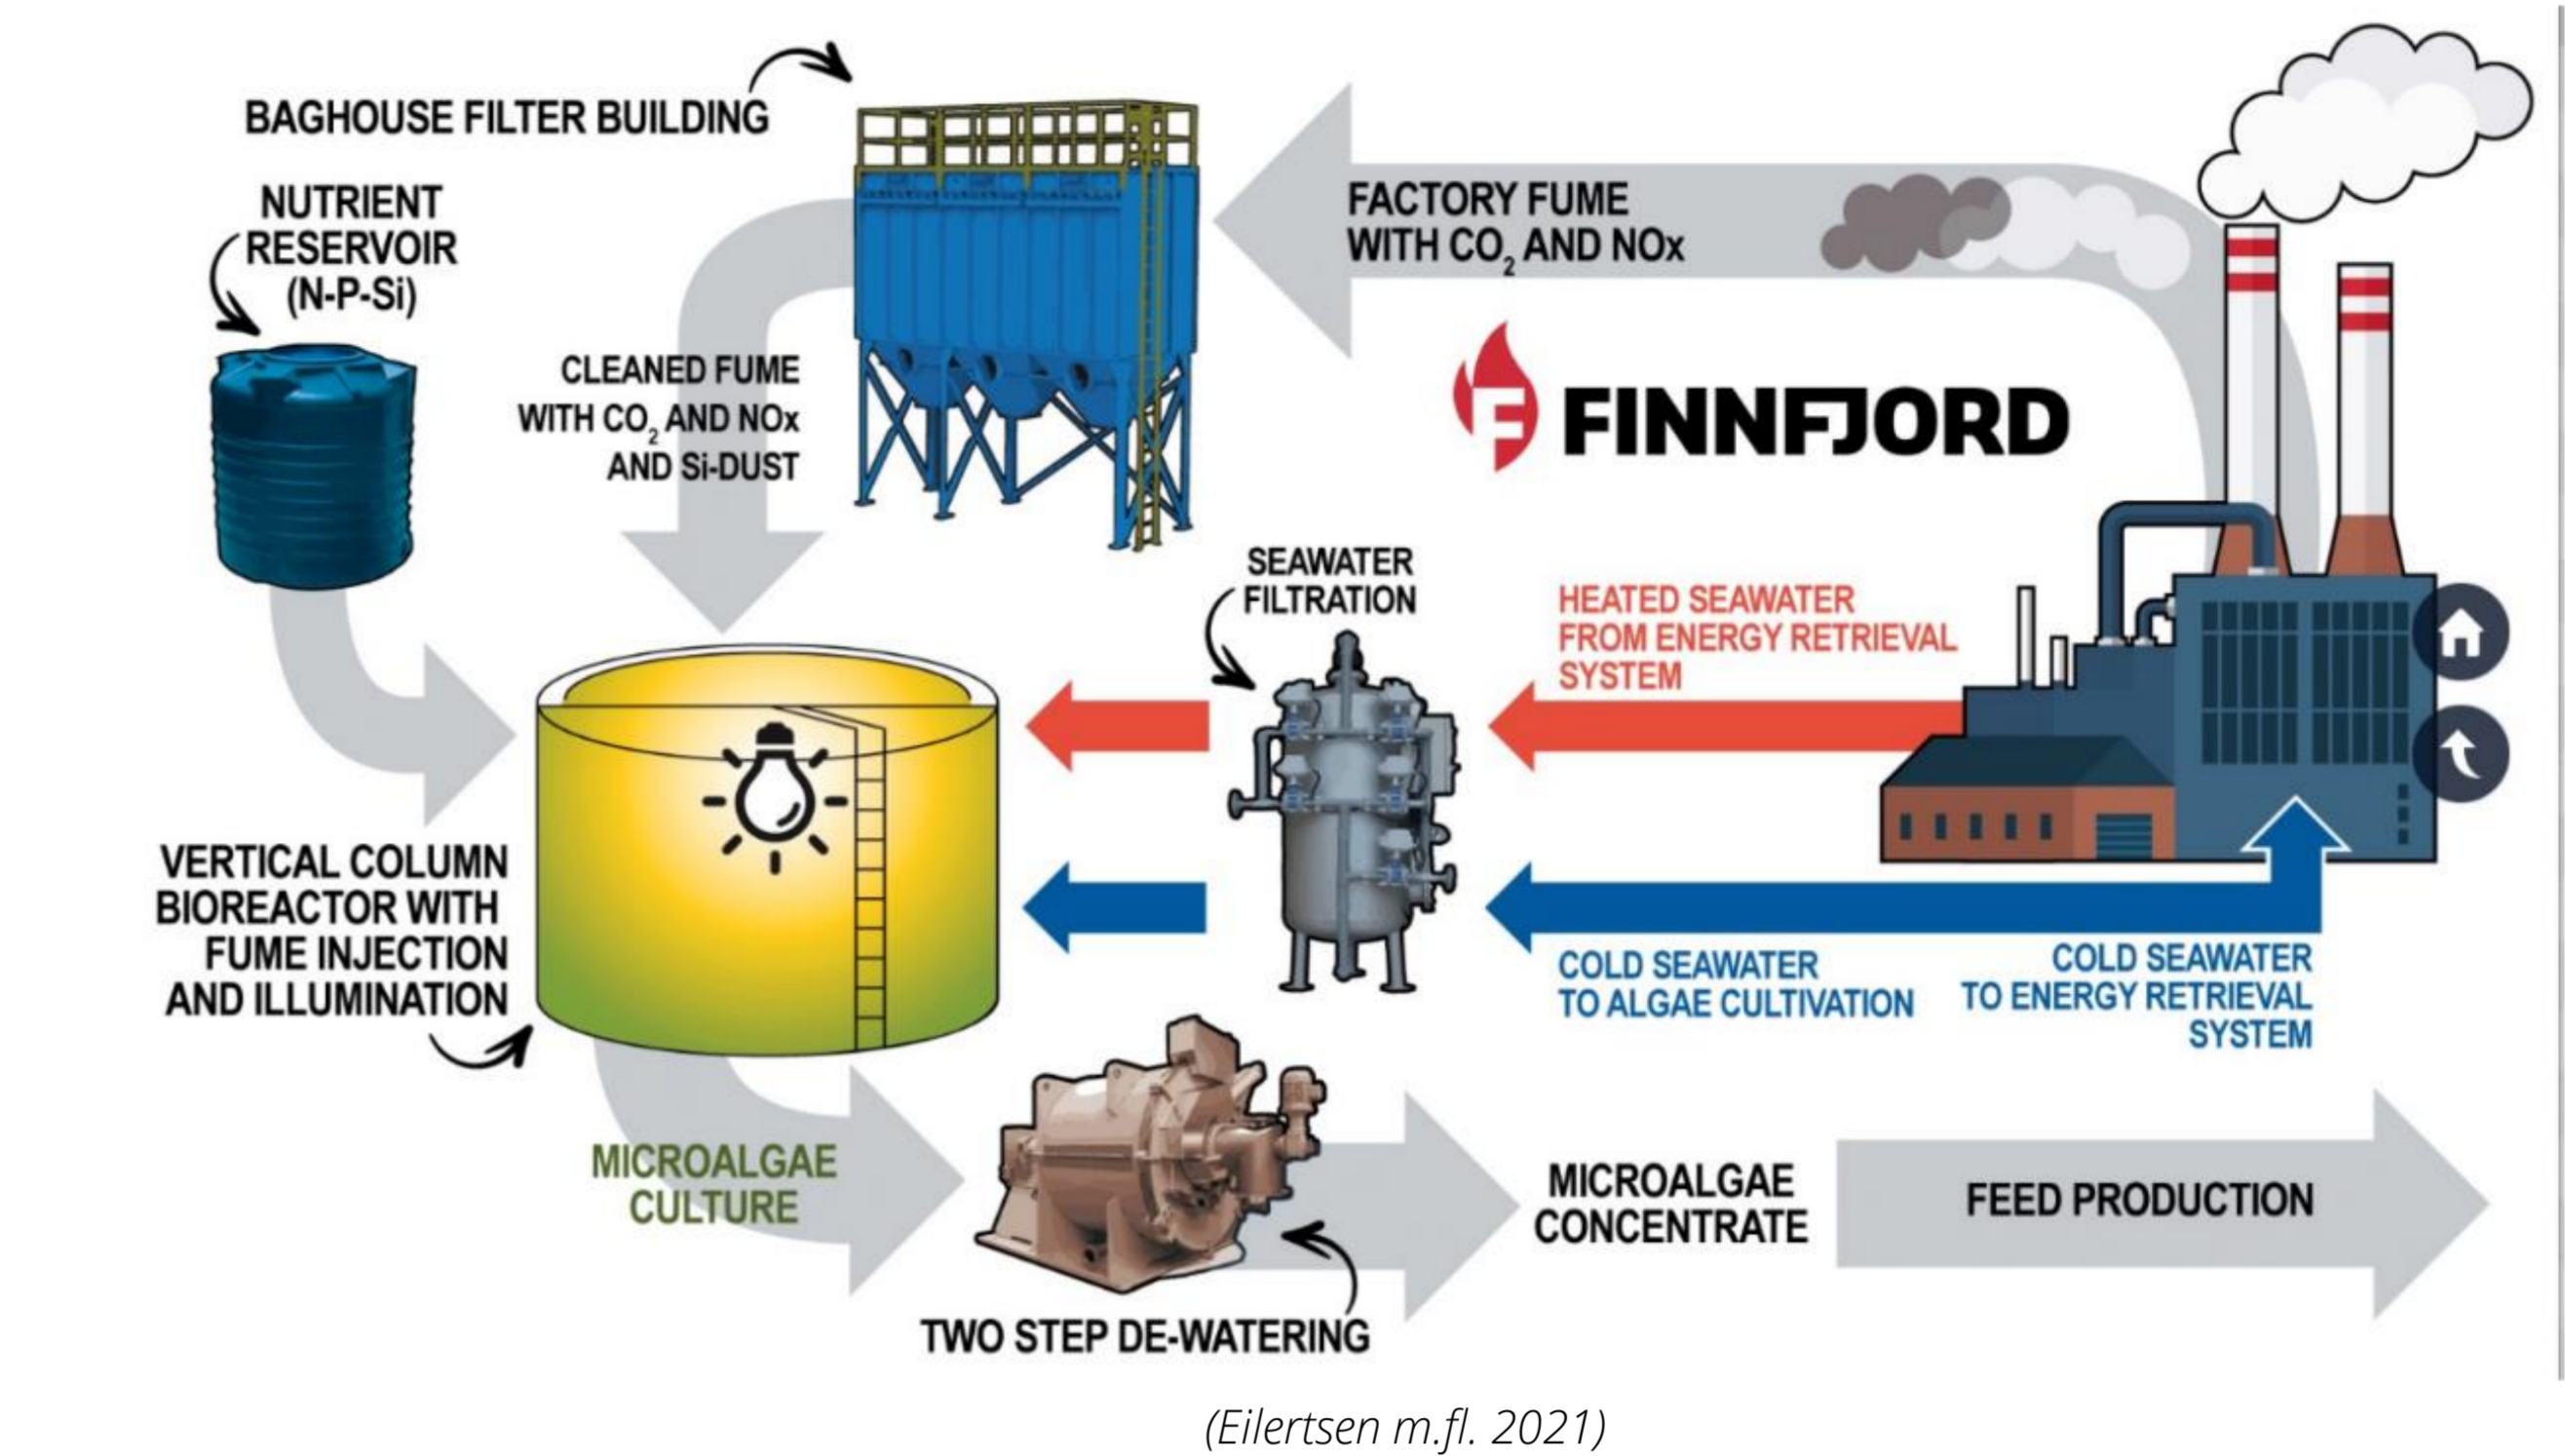 BAGHOUSE FILTER BUILDING
NUTRIENT
RESERVOIR
(N-P-Si)
FACTORY FUME
WITH CO₂ AND NOx
CLEANED FUME
WITH CO₂ AND NOx
AND Si-DUST
F FINNFJORD
SEAWATER
FILTRATION
HEATED SEAWATER
FROM ENERGY RETRIEVAL
SYSTEM
VERTICAL COLUMN
BIOREACTOR WITH
FUME INJECTION
AND ILLUMINATION
COLD SEAWATER
TO ALGAE CULTIVATION
COLD SEAWATER
TO ENERGY RETRIEVAL
SYSTEM
MICROALGAE
CULTURE
MICROALGAE
CONCENTRATE
FEED PRODUCTION
TWO STEP DE-WATERING
(Eilertsen m.fl. 2021)